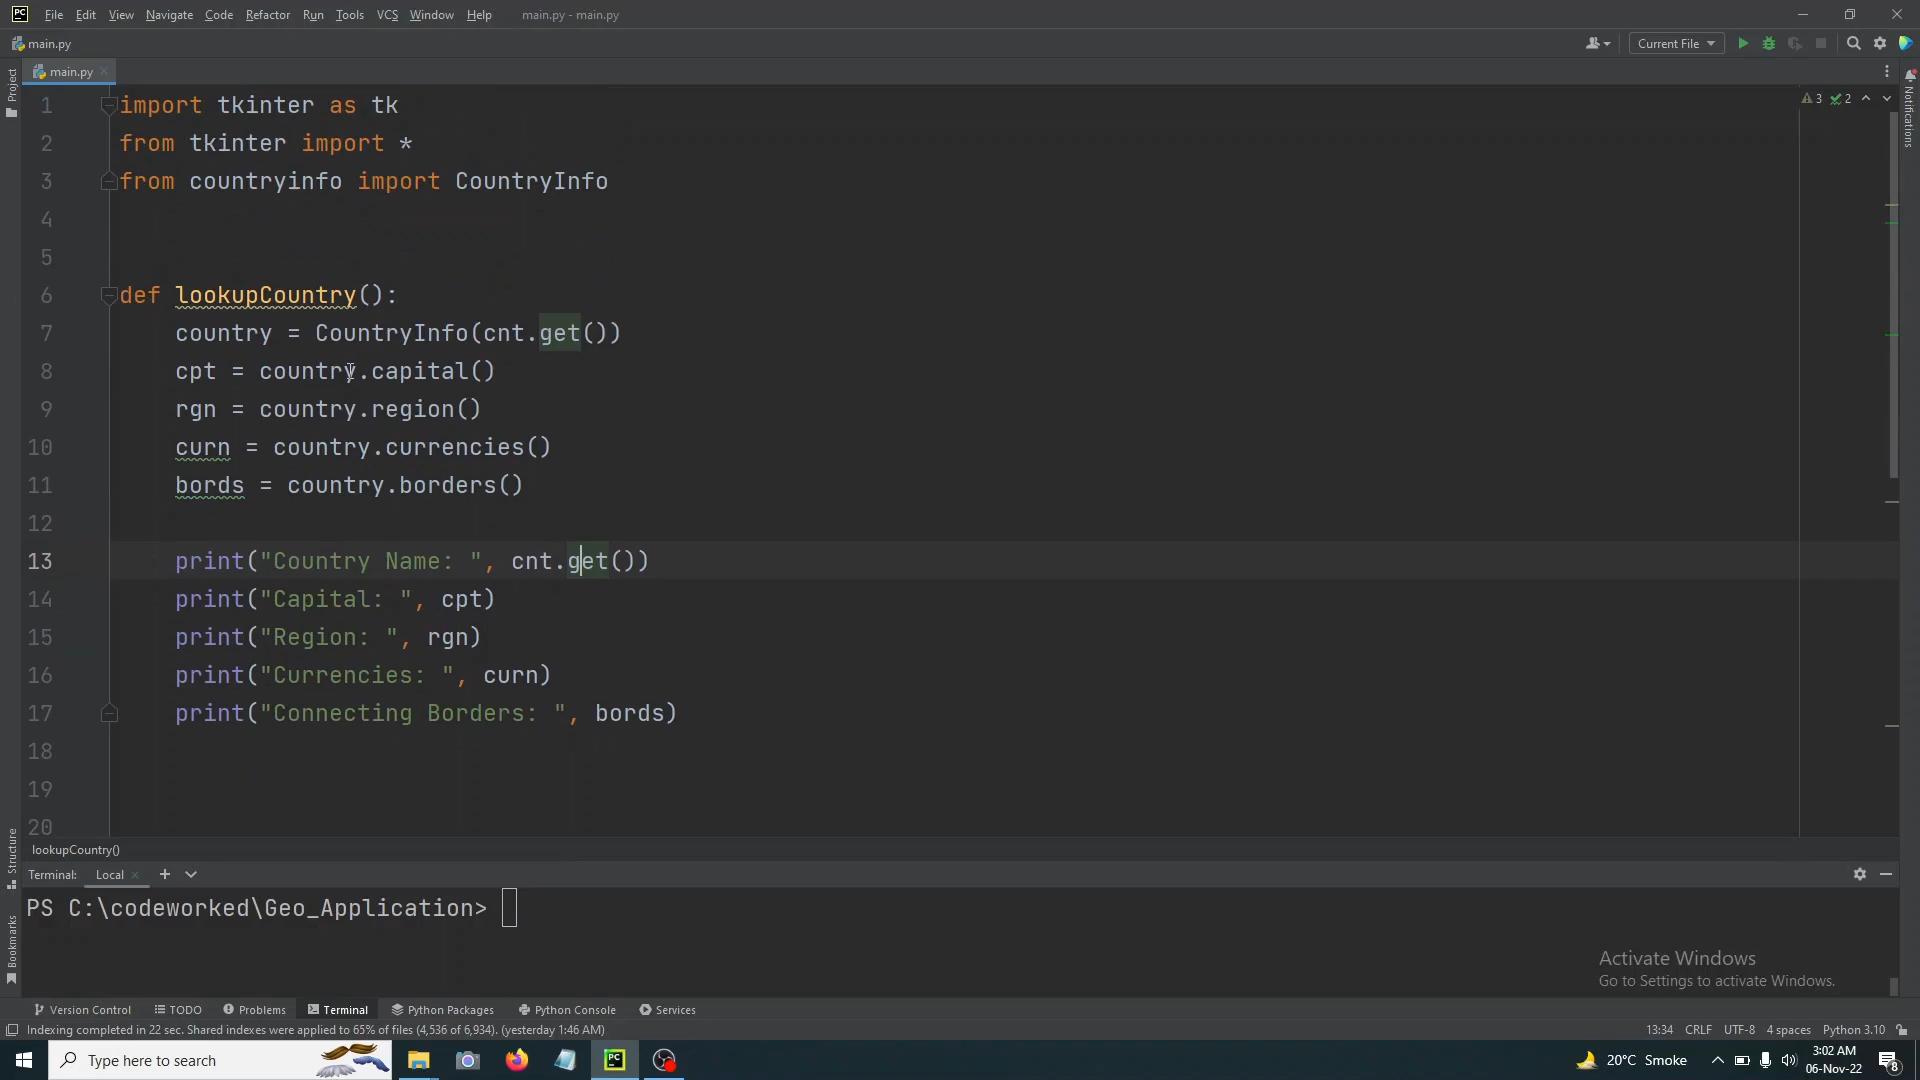 PC File Edit View Navigate Code Refactor Run Tools VCS Window Help main.py - main.py
main.py Current File
Project main.py Notifications
3 2
1 import tkinter as tk
2 from tkinter import *
3 from countryinfo import CountryInfo
4
5
6 def lookupCountry():
7 country = CountryInfo(cnt.get())
8 cpt = country.capital()
9 rgn = country.region()
10 curn = country.currencies()
11 bords = country.borders()
12
13 print("Country Name: ", cnt.get())
14 print("Capital: ", cpt)
15 print("Region: ", rgn)
16 print("Currencies: ", curn)
17 print("Connecting Borders: ", bords)
18
19
20
Structure
lookupCountry()
Terminal: Local
Bookmarks
PS C:\codeworked\Geo_Application>
Activate Windows
Go to Settings to activate Windows.
Version Control TODO Problems Terminal Python Packages Python Console Services
Indexing completed in 22 sec. Shared indexes were applied to 65% of files (4,536 of 6,934). (yesterday 1:46 AM) 13:34 CRLF UTF-8 4 spaces Python 3.10
Type here to search PC 20°C Smoke 3:02 AM
06-Nov-22 8